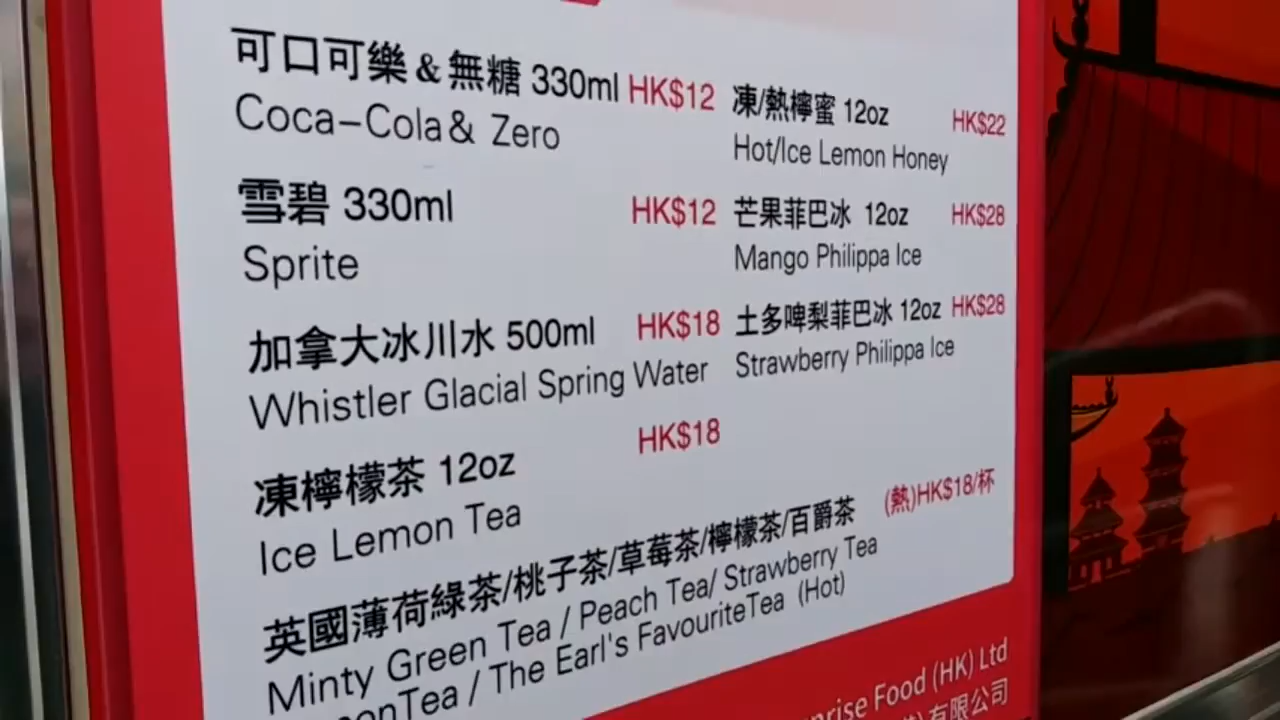 可口可樂 & 無糖 330ml HK$12
Coca-Cola & Zero
雪碧 330ml HK$12
Sprite
加拿大冰川水 500ml HK$18
Whistler Glacial Spring Water
凍檸檬茶 12oz HK$18
Ice Lemon Tea
凍/熱檸蜜 12oz HK$22
Hot/Ice Lemon Honey
芒果菲巴冰 12oz HK$28
Mango Philippa Ice
土多啤梨菲巴冰 12oz HK$28
Strawberry Philippa Ice
英國薄荷綠茶/桃子茶/草莓茶/檸檬茶/百爵茶 (熱)HK$18/杯
Minty Green Tea / Peach Tea/ Strawberry Tea
Tea / The Earl's FavouriteTea (Hot)
Food (HK) Ltd
有限公司